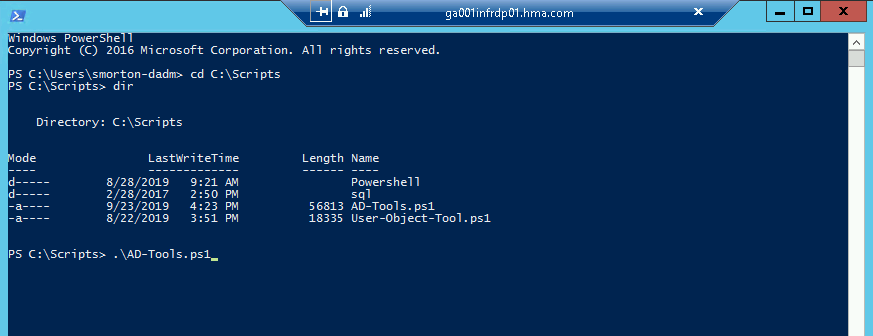 ga001infrdp01.hma.com
Windows PowerShell
Copyright (C) 2016 Microsoft Corporation. All rights reserved.
PS C:\Users\smorton-dadm> cd C:\Scripts
PS C:\Scripts> dir
Directory: C:\Scripts
Mode LastWriteTime Length Name
---- ------------- ------ ----
d----- 8/28/2019 9:21 AM Powershell
d----- 2/28/2017 2:50 PM sql
-a---- 9/23/2019 4:23 PM 56813 AD-Tools.ps1
-a---- 8/22/2019 3:51 PM 18335 User-Object-Tool.ps1
PS C:\Scripts> .\AD-Tools.ps1